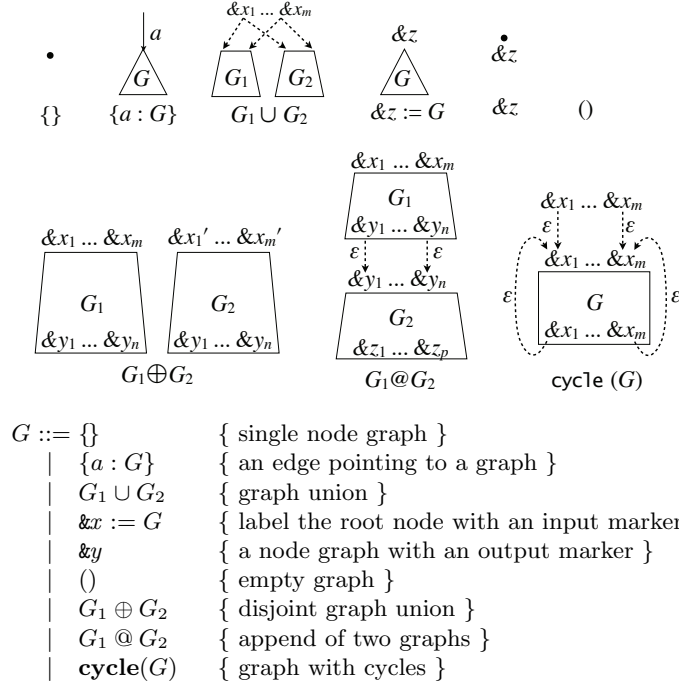 &x₁ ... &xₘ
a &z •
• G G₁ G₂ G &z
{} {a : G} G₁ ∪ G₂ &z := G &z ()
&x₁ ... &xₘ
G₁ &x₁ ... &xₘ
&x₁ ... &xₘ &x₁′ ... &xₘ′ &y₁ ... &yₙ ε ε
ε ε &x₁ ... &xₘ
G₁ G₂ &y₁ ... &yₙ ε G ε
G₂ &x₁ ... &xₘ
&y₁ ... &yₙ &y₁ ... &yₙ &z₁ ... &zₚ
G₁⊕G₂ G₁@G₂ cycle (G)
G ::= {} { single node graph }
| {a : G} { an edge pointing to a graph }
| G₁ ∪ G₂ { graph union }
| &x := G { label the root node with an input marker
| &y { a node graph with an output marker }
| () { empty graph }
| G₁ ⊕ G₂ { disjoint graph union }
| G₁ @ G₂ { append of two graphs }
| cycle(G) { graph with cycles }